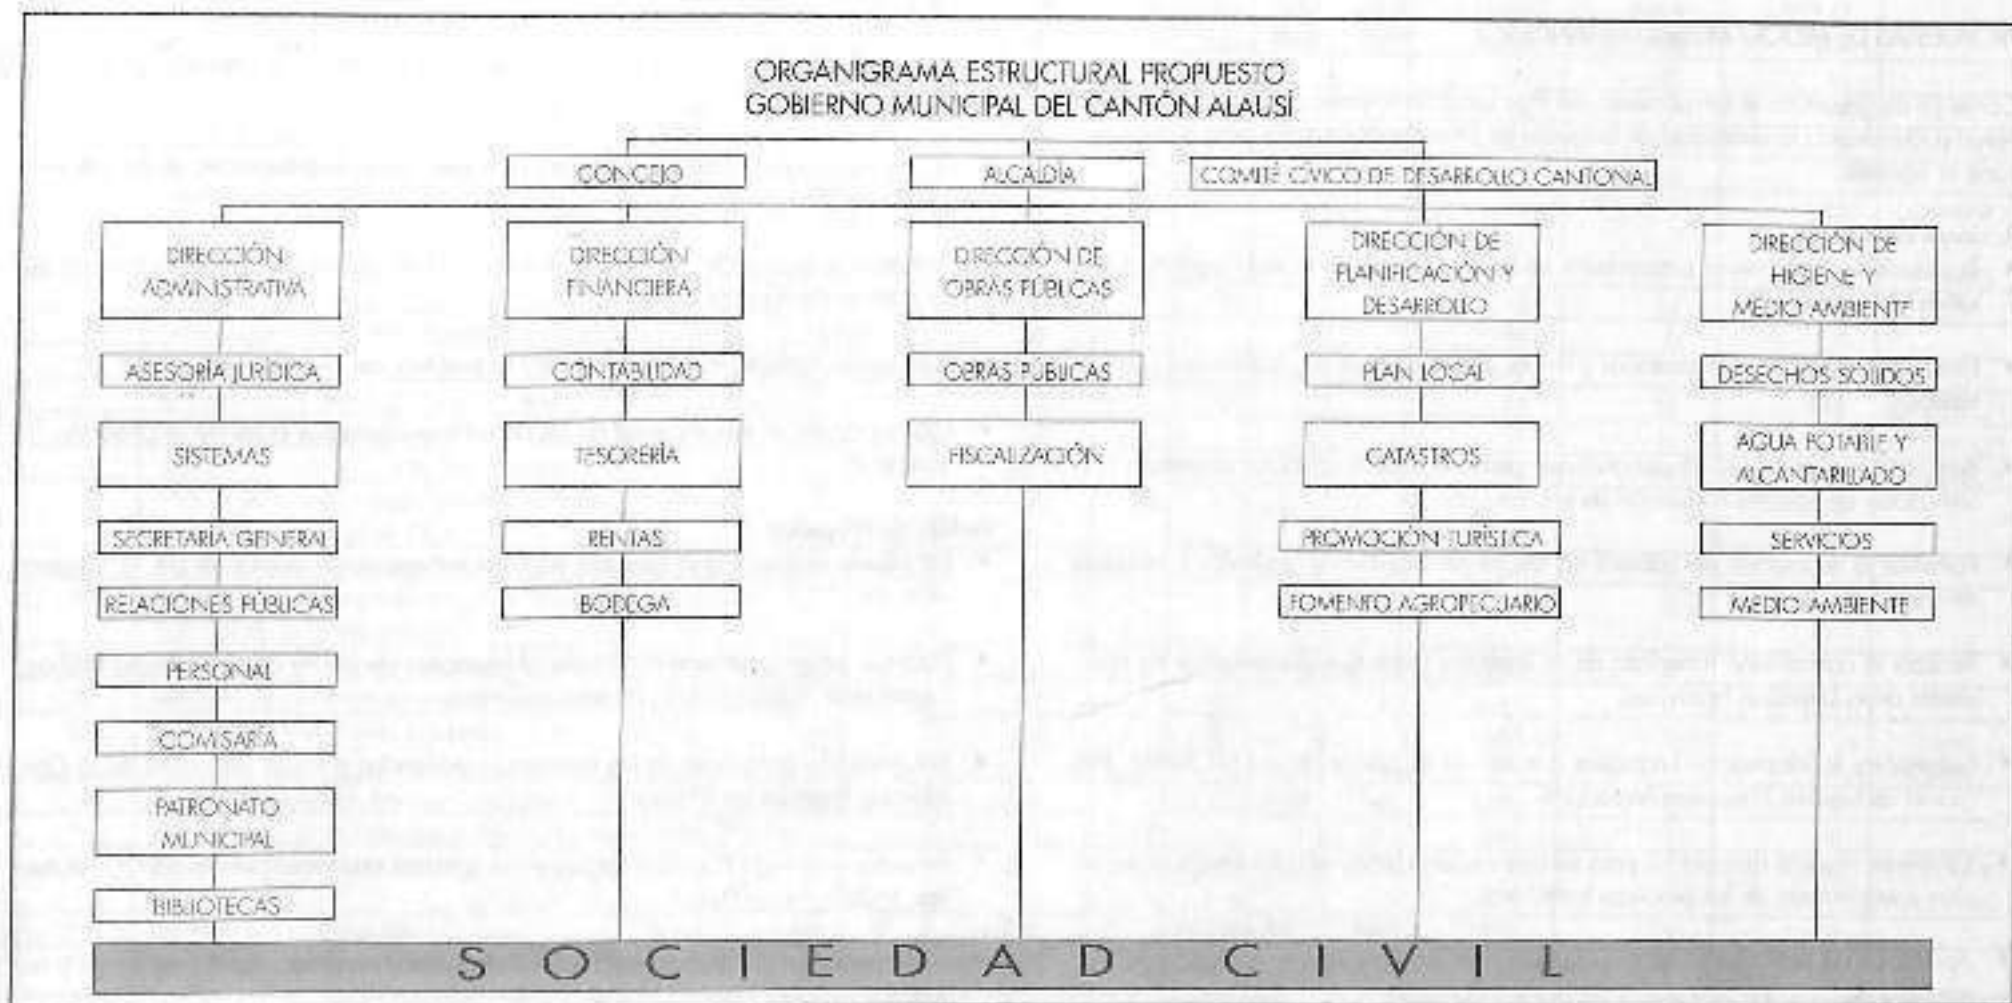 ORGANIGRAMA ESTRUCTURAL PROPUESTO
GOBIERNO MUNICIPAL DEL CANTÓN ALAUSÍ
CONCEJO
ALCALDÍA
COMITÉ CÍVICO DE DESARROLLO CANTONAL
DIRECCIÓN
ADMINISTRATIVA
ASESORÍA JURÍDICA
SISTEMAS
SECRETARÍA GENERAL
RELACIONES PÚBLICAS
PERSONAL
COMISARÍA
PATRONATO
MUNICIPAL
BIBLIOTECAS
DIRECCIÓN
FINANCIERA
CONTABILIDAD
TESORERÍA
RENTAS
BODEGA
DIRECCIÓN DE
OBRAS PÚBLICAS
OBRAS PÚBLICAS
FISCALIZACIÓN
DIRECCIÓN DE
PLANIFICACIÓN Y
DESARROLLO
PLAN LOCAL
CATASTROS
PROMOCIÓN TURÍSTICA
FOMENTO AGROPECUARIO
DIRECCIÓN DE
HIGIENE Y
MEDIO AMBIENTE
DESECHOS SÓLIDOS
AGUA POTABLE Y
ALCANTARILLADO
SERVICIOS
MEDIO AMBIENTE
SOCIEDAD CIVIL